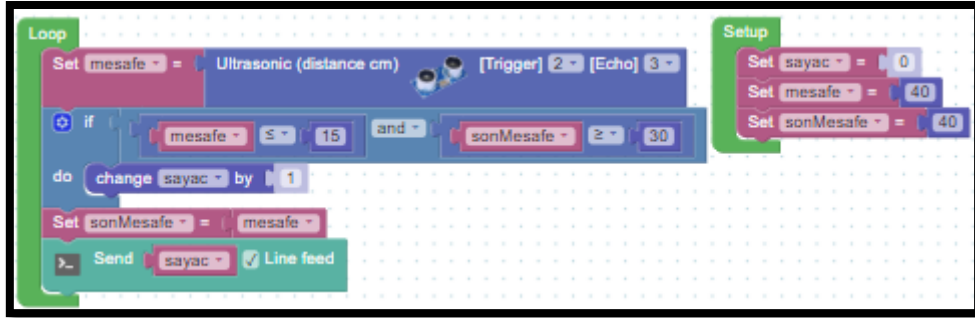 Loop
Set mesafe = Ultrasonic (distance cm) [Trigger] 2 [Echo] 3
if mesafe ≤ 15 and sonMesafe ≥ 30
do change sayac by 1
Set sonMesafe = mesafe
Send sayac Line feed
Setup
Set sayac = 0
Set mesafe = 40
Set sonMesafe = 40